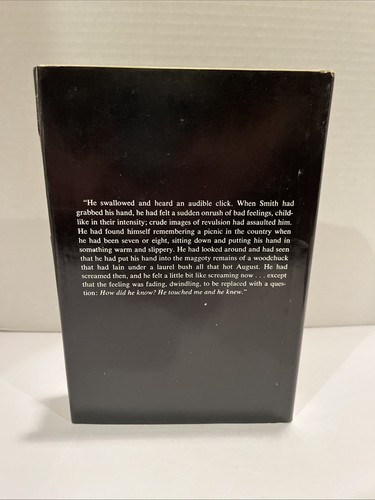 "He swallowed and heard an audible click. When Smith had
grabbed his hand, he had felt a sudden onrush of bad feelings, child-
like in their intensity; crude images of revulsion had assaulted him.
He had found himself remembering a picnic in the country when
he had been seven or eight, sitting down and putting his hand in
something warm and slippery. He had looked around and had seen
that he had put his hand into the maggoty remains of a woodchuck
that had lain under a laurel bush all that hot August. He had
screamed then, and he felt a little bit like screaming now . . . except
that the feeling was fading, dwindling, to be replaced with a ques-
tion: How did he know? He touched me and he knew."